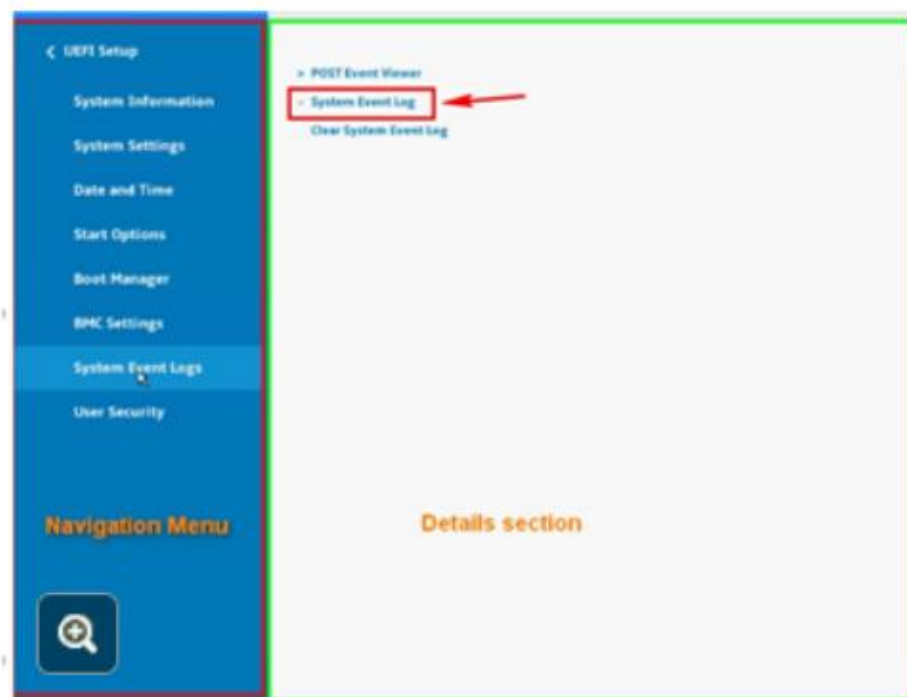 < UEFI Setup
System Information
System Settings
Date and Time
Start Options
Boot Manager
BMC Settings
System Event Logs
User Security
Navigation Menu
» POST Event Viewer
System Event Log
Clear System Event Log
Details section